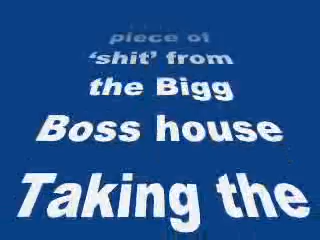 piece of
‘shit’ from
the Bigg
Boss house
Taking the